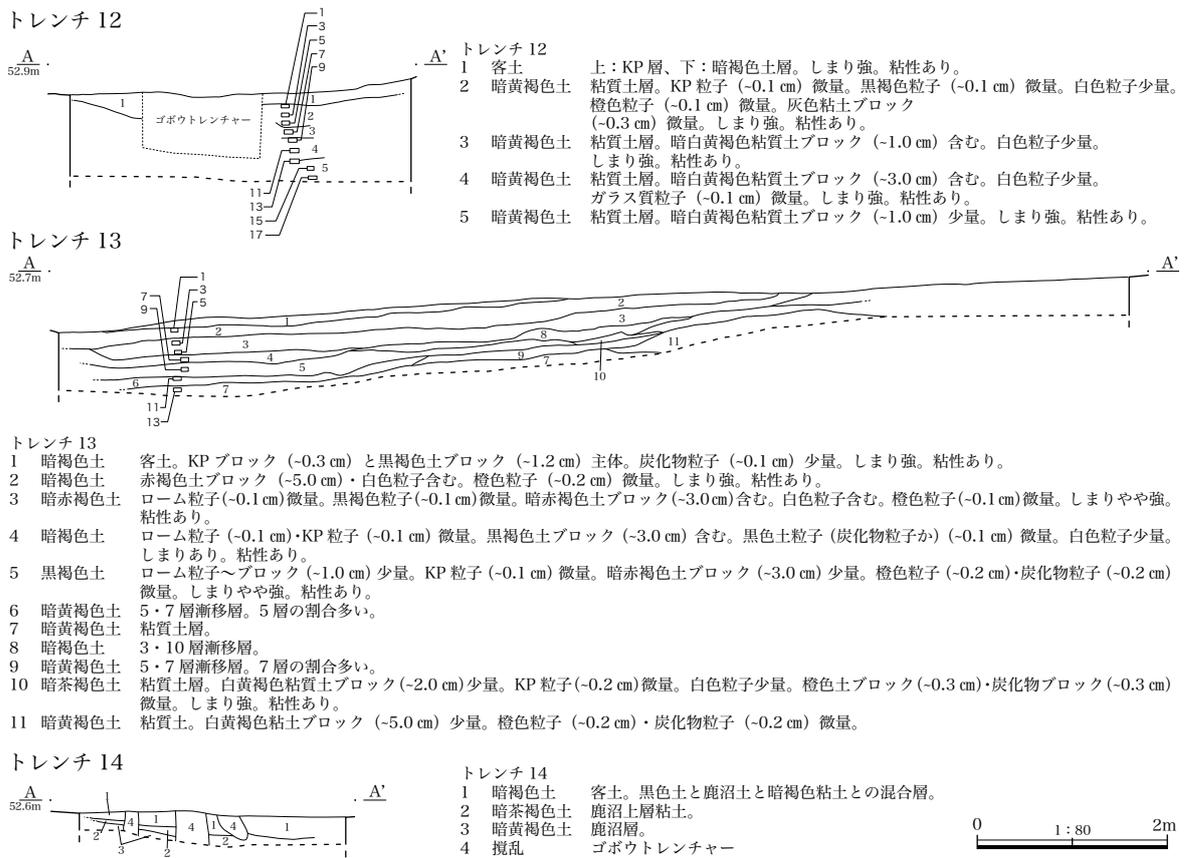 トレンチ 12
A
52.9m
A’
1
3
5
7
9
1
1
2
3
4
5
ゴボウトレンチャー
11
13
15
17
トレンチ 12
1 客土 上：KP 層、下：暗褐色土層。しまり強。粘性あり。
2 暗黄褐色土 粘質土層。KP 粒子（~0.1 ㎝）微量。黒褐色粒子（~0.1 ㎝）微量。白色粒子少量。
橙色粒子（~0.1 ㎝）微量。灰色粘土ブロック
（~0.3 ㎝）微量。しまり強。粘性あり。
3 暗黄褐色土 粘質土層。暗白黄褐色粘質土ブロック（~1.0 ㎝）含む。白色粒子少量。
しまり強。粘性あり。
4 暗黄褐色土 粘質土層。暗白黄褐色粘質土ブロック（~3.0 ㎝）含む。白色粒子少量。
ガラス質粒子（~0.1 ㎝）微量。しまり強。粘性あり。
5 暗黄褐色土 粘質土層。暗白黄褐色粘質土ブロック（~1.0 ㎝）少量。しまり強。粘性あり。
トレンチ 13
A
52.7m
A’
1
3
5
7
9
1
2
2
3
3
4
5
6
7
8
9
7
10
11
11
13
トレンチ 13
1 暗褐色土 客土。KP ブロック（~0.3 ㎝）と黒褐色土ブロック（~1.2 ㎝）主体。炭化物粒子（~0.1 ㎝）少量。しまり強。粘性あり。
2 暗褐色土 赤褐色土ブロック（~5.0 ㎝）・白色粒子含む。橙色粒子（~0.2 ㎝）微量。しまり強。粘性あり。
3 暗赤褐色土 ローム粒子（~0.1 ㎝）微量。黒褐色粒子（~0.1 ㎝）微量。暗赤褐色土ブロック（~3.0 ㎝）含む。白色粒子含む。橙色粒子（~0.1 ㎝）微量。しまりやや強。
粘性あり。
4 暗褐色土 ローム粒子（~0.1 ㎝）・KP 粒子（~0.1 ㎝）微量。黒褐色土ブロック（~3.0 ㎝）含む。黒色土粒子（炭化物粒子か）（~0.1 ㎝）微量。白色粒子少量。
しまりあり。粘性あり。
5 黒褐色土 ローム粒子～ブロック（~1.0 ㎝）少量。KP 粒子（~0.1 ㎝）微量。暗赤褐色土ブロック（~3.0 ㎝）少量。橙色粒子（~0.2 ㎝）・炭化物粒子（~0.2 ㎝）
微量。しまりやや強。粘性あり。
6 暗黄褐色土 5・7 層漸移層。5 層の割合多い。
7 暗黄褐色土 粘質土層。
8 暗褐色土 3・10 層漸移層。
9 暗黄褐色土 5・7 層漸移層。7 層の割合多い。
10 暗茶褐色土 粘質土層。白黄褐色粘質土ブロック（~2.0 ㎝）少量。KP 粒子（~0.2 ㎝）微量。白色粒子少量。橙色土ブロック（~0.3 ㎝）・炭化物ブロック（~0.3 ㎝）
微量。しまり強。粘性あり。
11 暗黄褐色土 粘質土。白黄褐色粘土ブロック（~5.0 ㎝）少量。橙色粒子（~0.2 ㎝）・炭化物粒子（~0.2 ㎝）微量。
トレンチ 14
A
52.6m
A’
1
4
1
4
1
4
1
2
2
3
2
トレンチ 14
1 暗褐色土 客土。黒色土と鹿沼土と暗褐色粘土との混合層。
2 暗茶褐色土 鹿沼上層粘土。
3 暗黄褐色土 鹿沼層。
4 撹乱 ゴボウトレンチャー
0 1：80 2m